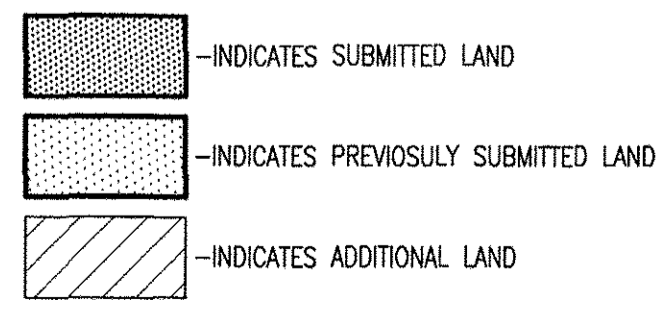 -INDICATES SUBMITTED LAND
-INDICATES PREVIOSULY SUBMITTED LAND
-INDICATES ADDITIONAL LAND